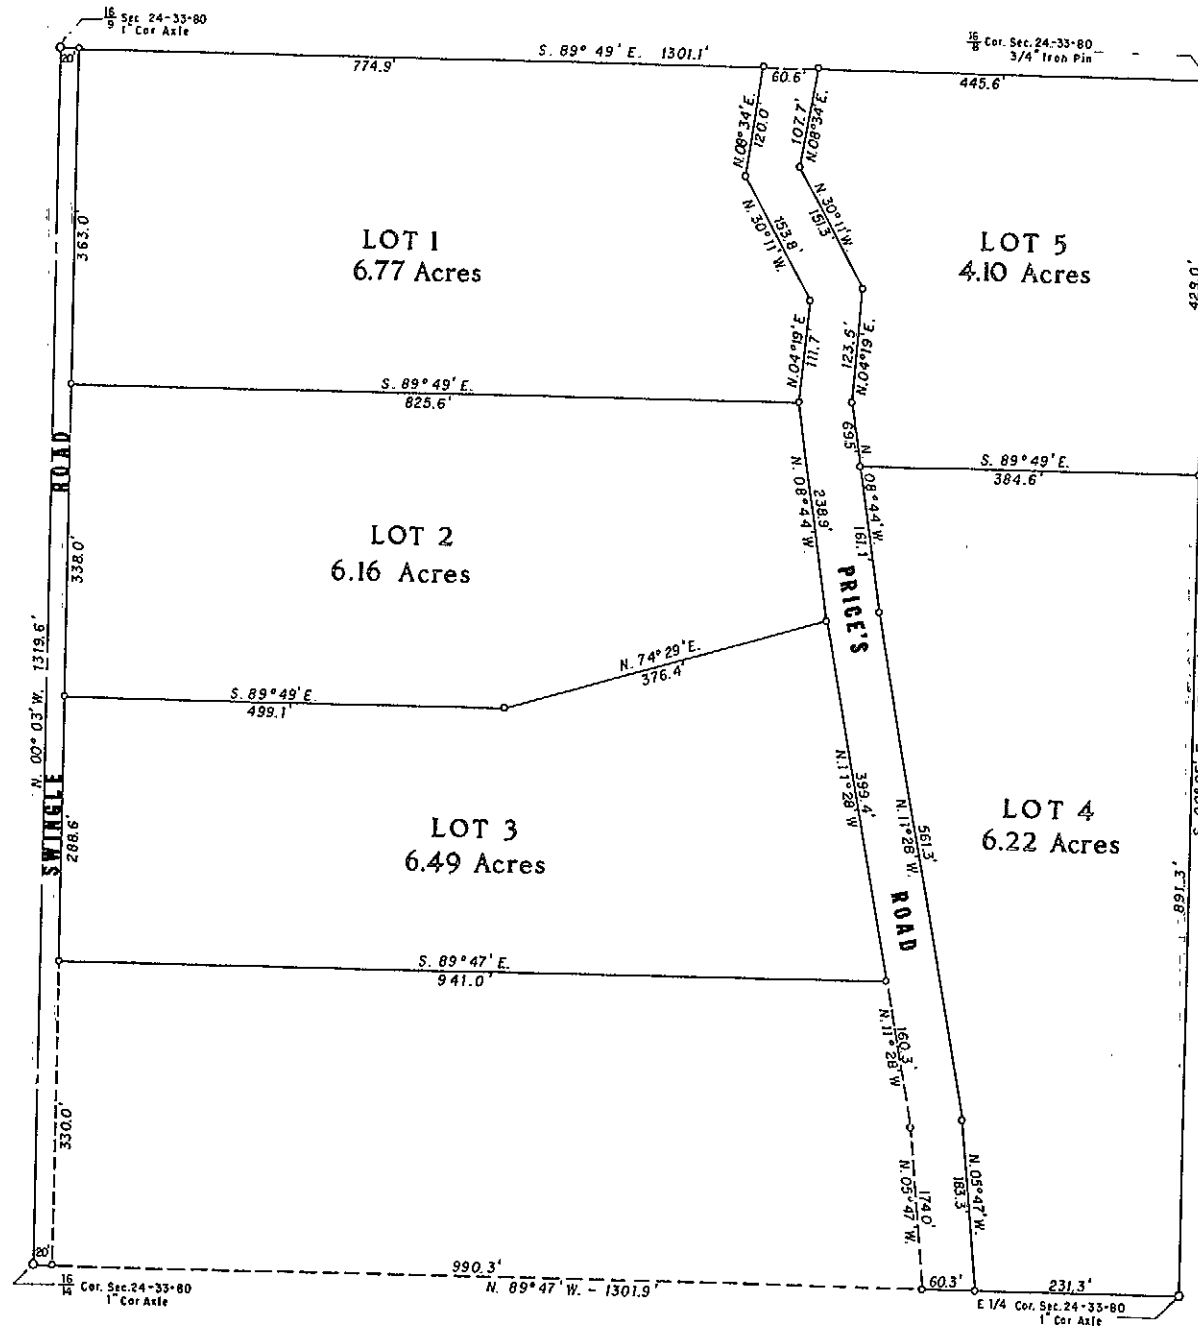 16
9 Sec 24-33-80
1" Cor Axle
16
8 Cor. Sec. 24-33-80
3/4" Iron Pin
20'
S. 89° 49' E. 1301.1'
774.9'
60.6'
445.6'
N.08°34'E.
120.0'
107.7'
N.08°34'E.
N. 30°11'W.
153.8'
N. 30°11'W.
151.3'
363.0'
LOT 1
6.77 Acres
LOT 5
4.10 Acres
429.0'
N.04°19'E
111.7'
123.5'
N.04°19'E.
S. 89°49'E.
825.6'
69.5'
N. 08°44'W.
161.1'
S. 89°49'E.
384.6'
N. 08°44'W.
238.9'
LOT 2
6.16 Acres
338.0'
N. 00° 03' W. 1319.6'
SWINGLE ROAD
PRICE'S ROAD
N. 74°29'E.
376.4'
S. 89°49'E.
499.1'
288.6'
LOT 3
6.49 Acres
N.11°28'W
399.4'
N.11°28'W.
561.3'
LOT 4
6.22 Acres
891.3'
S. 89°47'E.
941.0'
N.11°28'W
160.3'
330.0'
N. 05°47'W.
174.0'
N.05°47'W.
183.3'
20'
990.3'
N. 89°47'W. - 1301.9'
60.3'
231.3'
16
14 Cor. Sec. 24-33-80
1" Cor Axle
E 1/4 Cor. Sec. 24-33-80
1" Cor Axle